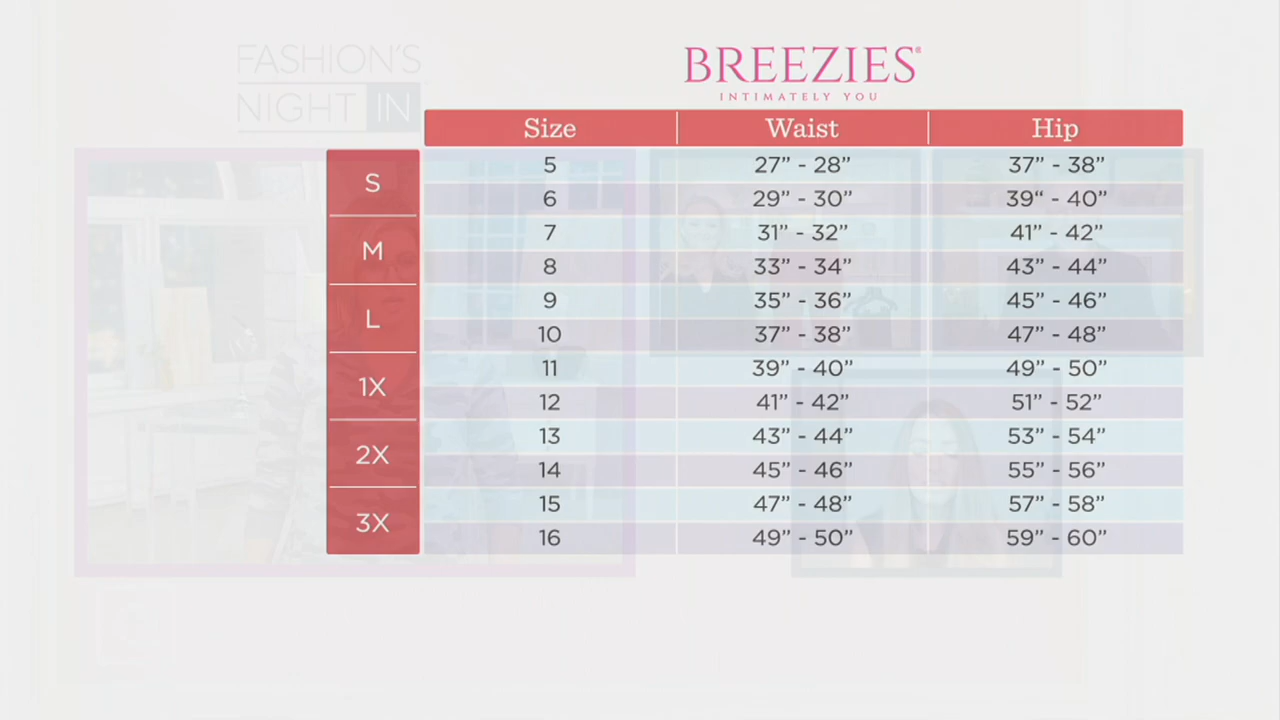 FASHION'S
NIGHT IN
BREEZIES®
INTIMATELY YOU
Size Waist Hip
S
5 27” - 28” 37” - 38”
6 29” - 30” 39“ - 40”
M
7 31” - 32” 41” - 42”
8 33” - 34” 43” - 44”
L
9 35” - 36” 45” - 46”
10 37” - 38” 47” - 48”
1X
11 39” - 40” 49” - 50”
12 41” - 42” 51” - 52”
2X
13 43” - 44” 53” - 54”
14 45” - 46” 55” - 56”
3X
15 47” - 48” 57” - 58”
16 49” - 50” 59” - 60”